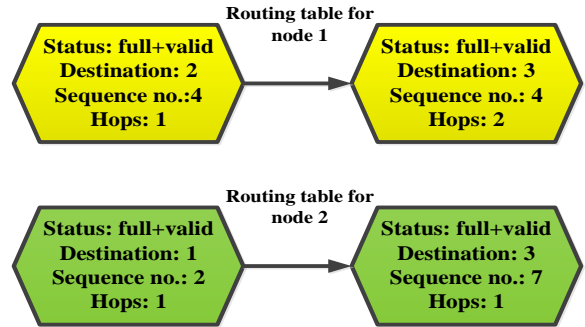 Routing table for
node 1
Status: full+valid
Destination: 2
Sequence no.:4
Hops: 1
Status: full+valid
Destination: 3
Sequence no.: 4
Hops: 2
Routing table for
node 2
Status: full+valid
Destination: 1
Sequence no.: 2
Hops: 1
Status: full+valid
Destination: 3
Sequence no.: 7
Hops: 1